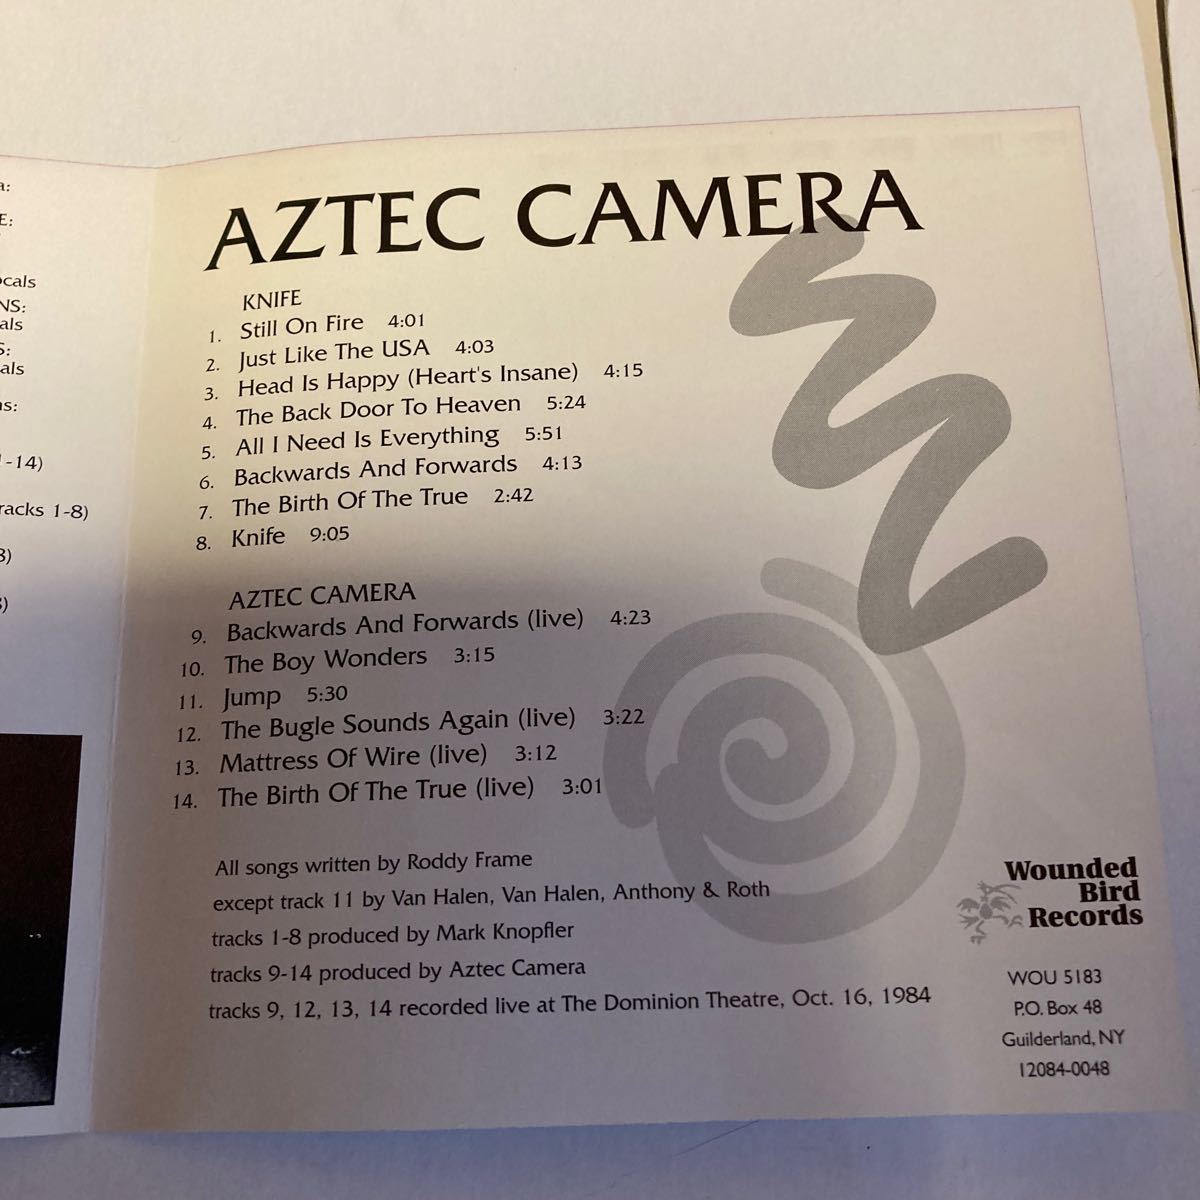 a:
E:
ocals
NS:
als
S:
als
ns:
1-14)
racks 1-8)
8)
AZTEC CAMERA
KNIFE
1. Still On Fire 4:01
2. Just Like The USA 4:03
3. Head Is Happy (Heart's Insane) 4:15
4. The Back Door To Heaven 5:24
5. All I Need Is Everything 5:51
6. Backwards And Forwards 4:13
7. The Birth Of The True 2:42
8. Knife 9:05
AZTEC CAMERA
9. Backwards And Forwards (live) 4:23
10. The Boy Wonders 3:15
11. Jump 5:30
12. The Bugle Sounds Again (live) 3:22
13. Mattress Of Wire (live) 3:12
14. The Birth Of The True (live) 3:01
All songs written by Roddy Frame
except track 11 by Van Halen, Van Halen, Anthony & Roth
tracks 1-8 produced by Mark Knopfler
tracks 9-14 produced by Aztec Camera
tracks 9, 12, 13, 14 recorded live at The Dominion Theatre, Oct. 16, 1984
Wounded
Bird
Records
WOU 5183
P.O. Box 48
Guilderland, NY
12084-0048